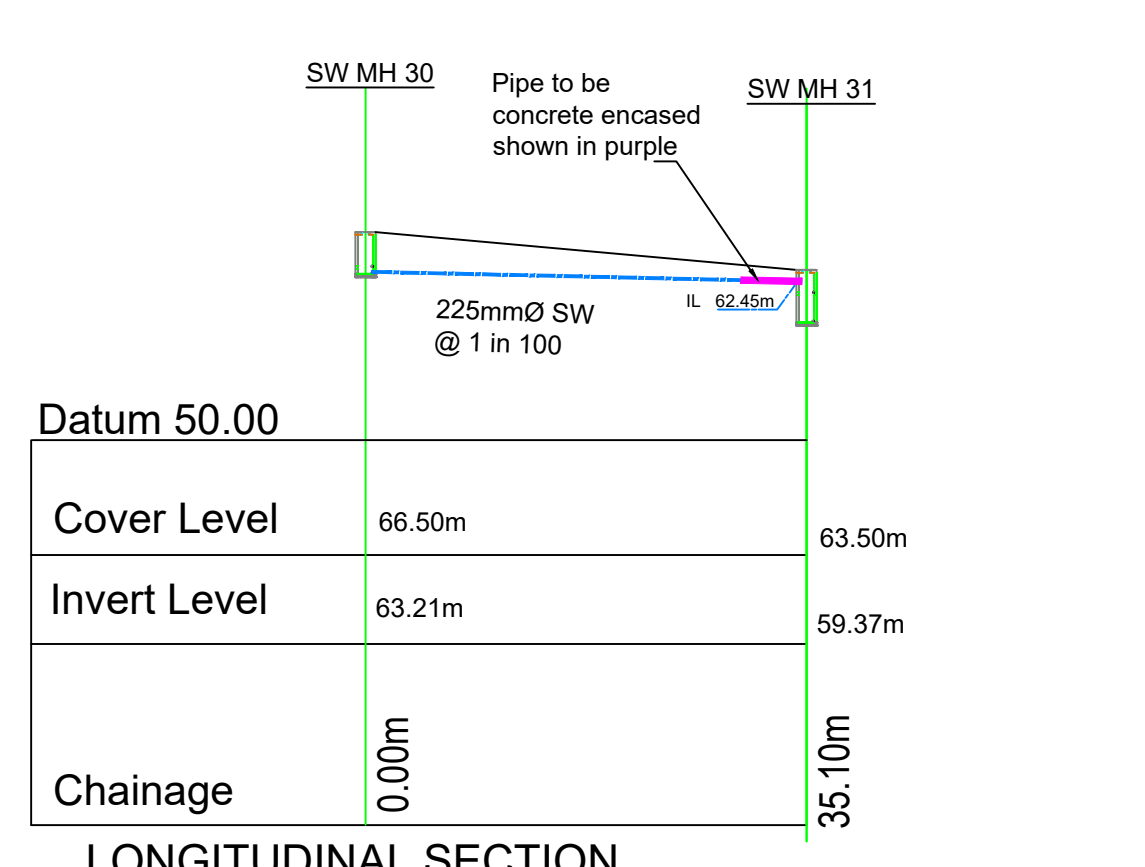 SW MH 30
Pipe to be
concrete encased
shown in purple
SW MH 31
225mmØ SW
@ 1 in 100
IL 62.45m
Datum 50.00
Cover Level 66.50m 63.50m
Invert Level 63.21m 59.37m
Chainage 0.00m 35.10m
LONGITUDINAL SECTION